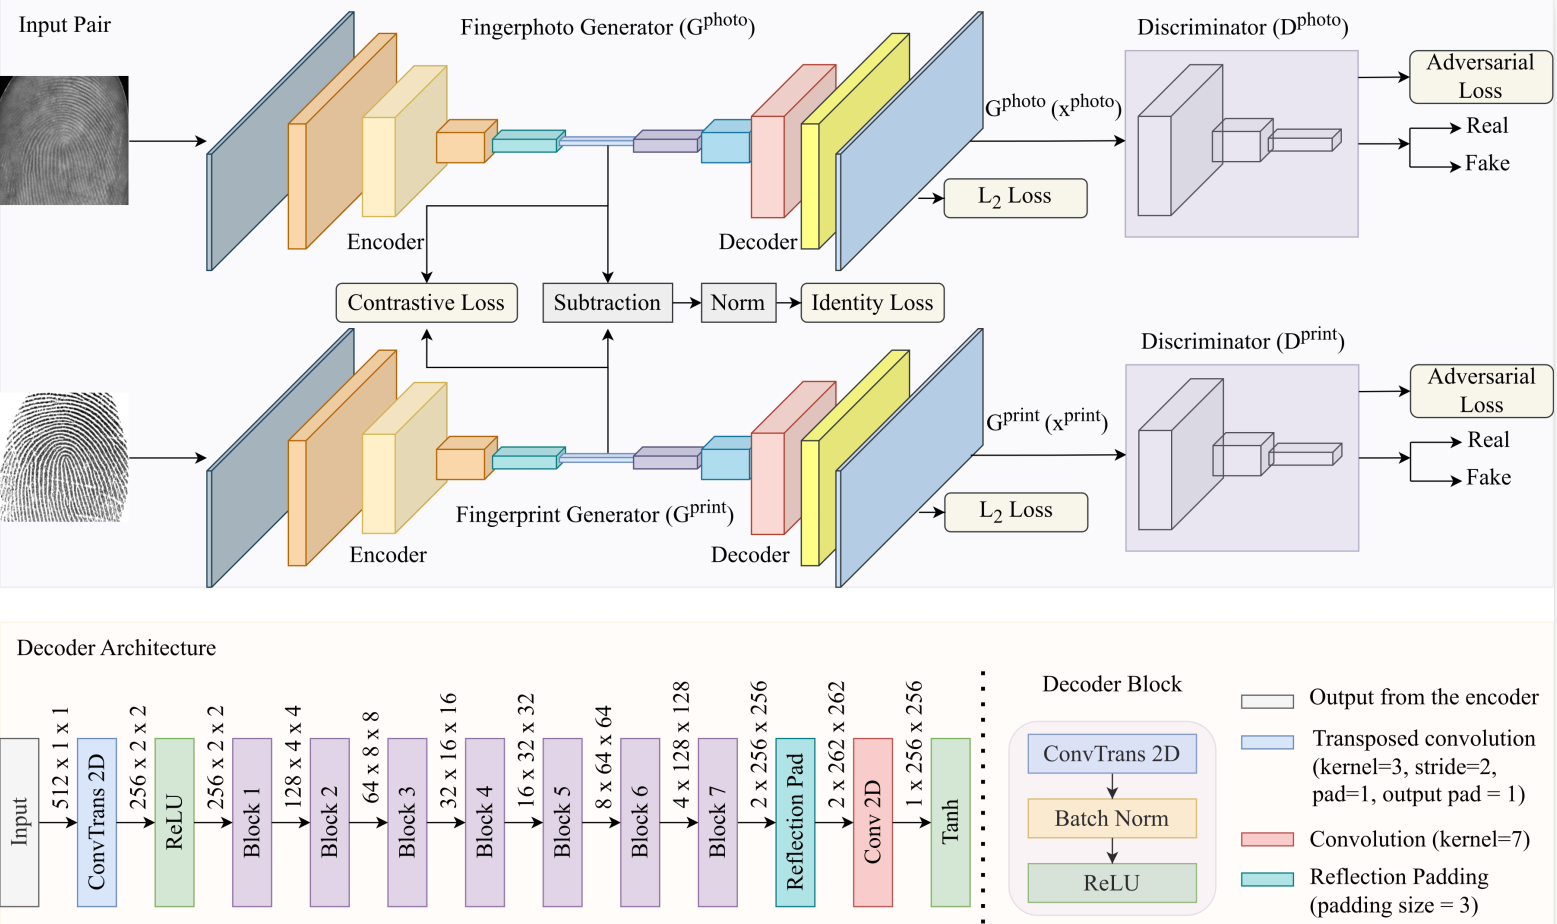 Input Pair
Fingerphoto Generator (G^photo)
Discriminator (D^photo)
Adversarial
Loss
G^photo (x^photo)
Real
Fake
L2 Loss
Encoder
Decoder
Contrastive Loss
Subtraction
Norm
Identity Loss
Discriminator (D^print)
Adversarial
Loss
G^print (x^print)
Real
Fake
L2 Loss
Fingerprint Generator (G^print)
Encoder
Decoder
Decoder Architecture
Input
512 x 1 x 1
ConvTrans 2D
256 x 2 x 2
ReLU
256 x 2 x 2
Block 1
128 x 4 x 4
Block 2
64 x 8 x 8
Block 3
32 x 16 x 16
Block 4
16 x 32 x 32
Block 5
8 x 64 x 64
Block 6
4 x 128 x 128
Block 7
2 x 256 x 256
Reflection Pad
2 x 262 x 262
Conv 2D
1 x 256 x 256
Tanh
Decoder Block
ConvTrans 2D
Batch Norm
ReLU
Output from the encoder
Transposed convolution
(kernel=3, stride=2,
pad=1, output pad = 1)
Convolution (kernel=7)
Reflection Padding
(padding size = 3)